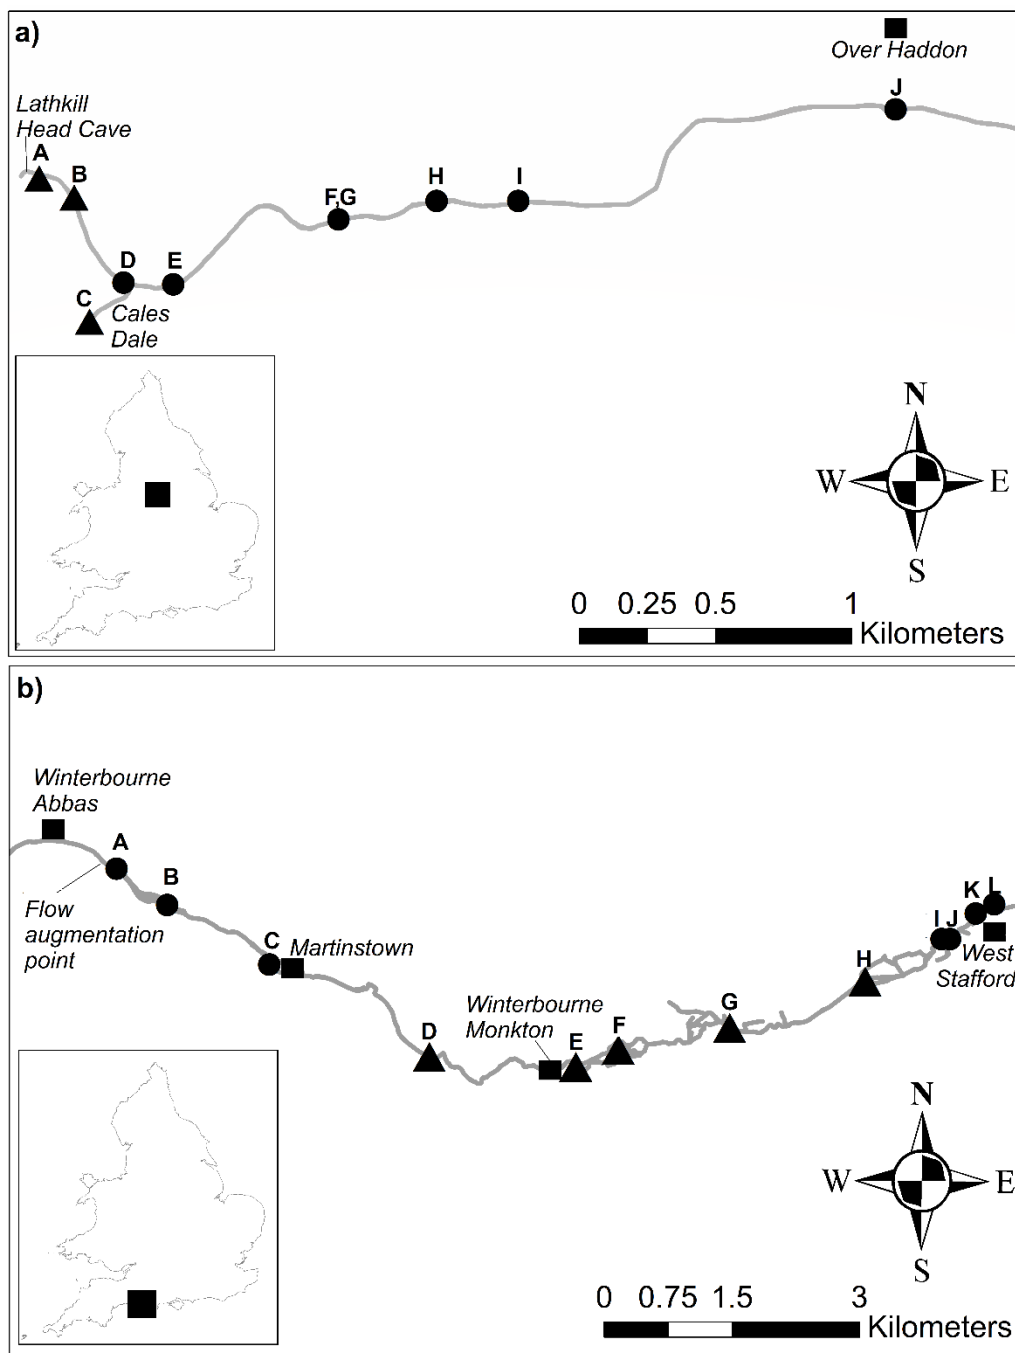 a)
Over Haddon
J
Lathkill
Head Cave
A
B
F,G
H
I
D
E
C
Cales
Dale
N
W
E
S
0 0.25 0.5 1
Kilometers
b)
Winterbourne
Abbas
A
B
Flow
augmentation
point
C
Martinstown
D
Winterbourne
Monkton
E
F
G
H
I
J
K
L
West
Stafford
N
W
E
S
0 0.75 1.5 3
Kilometers